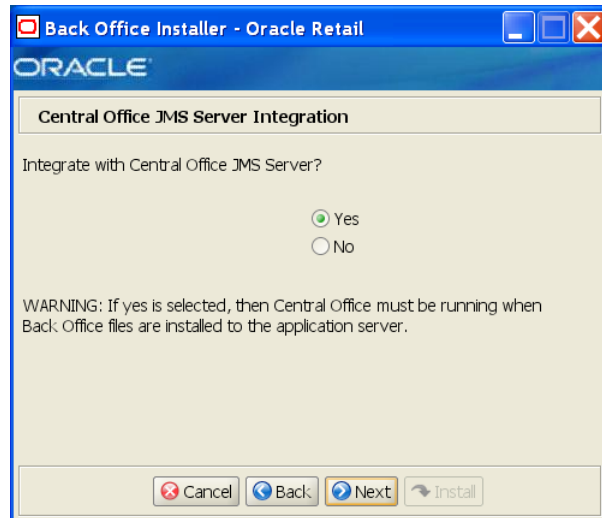 Back Office Installer - Oracle Retail
ORACLE
Central Office JMS Server Integration
Integrate with Central Office JMS Server?
Yes
No
WARNING: If yes is selected, then Central Office must be running when
Back Office files are installed to the application server.
Cancel Back Next Install